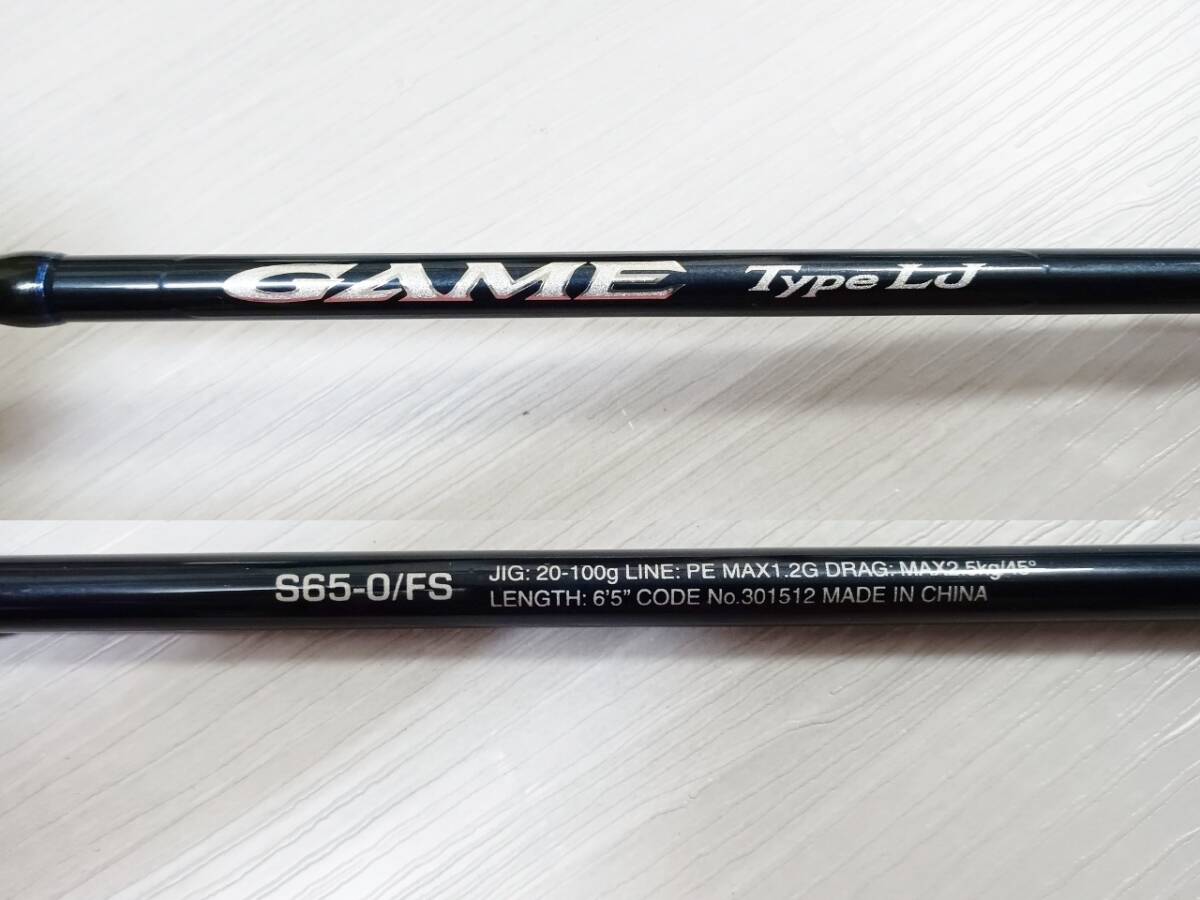 GAME Type LJ
S65-0/FS
JIG: 20-100g LINE: PE MAX1.2G DRAG: MAX2.5kg/45°
LENGTH: 6'5" CODE No.301512 MADE IN CHINA